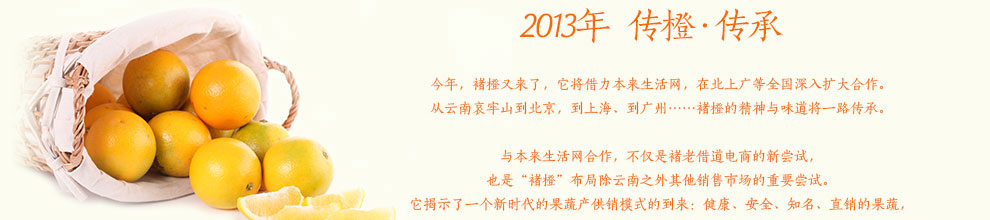 2013年 传橙·传承
今年，褚橙又来了，它将借力本来生活网，在北上广等全国深入扩大合作。
从云南哀牢山到北京，到上海、到广州……褚橙的精神与味道将一路传承。
与本来生活网合作，不仅是褚老借道电商的新尝试，
也是“褚橙”布局除云南之外其他销售市场的重要尝试。
它揭示了一个新时代的果蔬产供销模式的到来：健康、安全、知名、直销的果蔬，